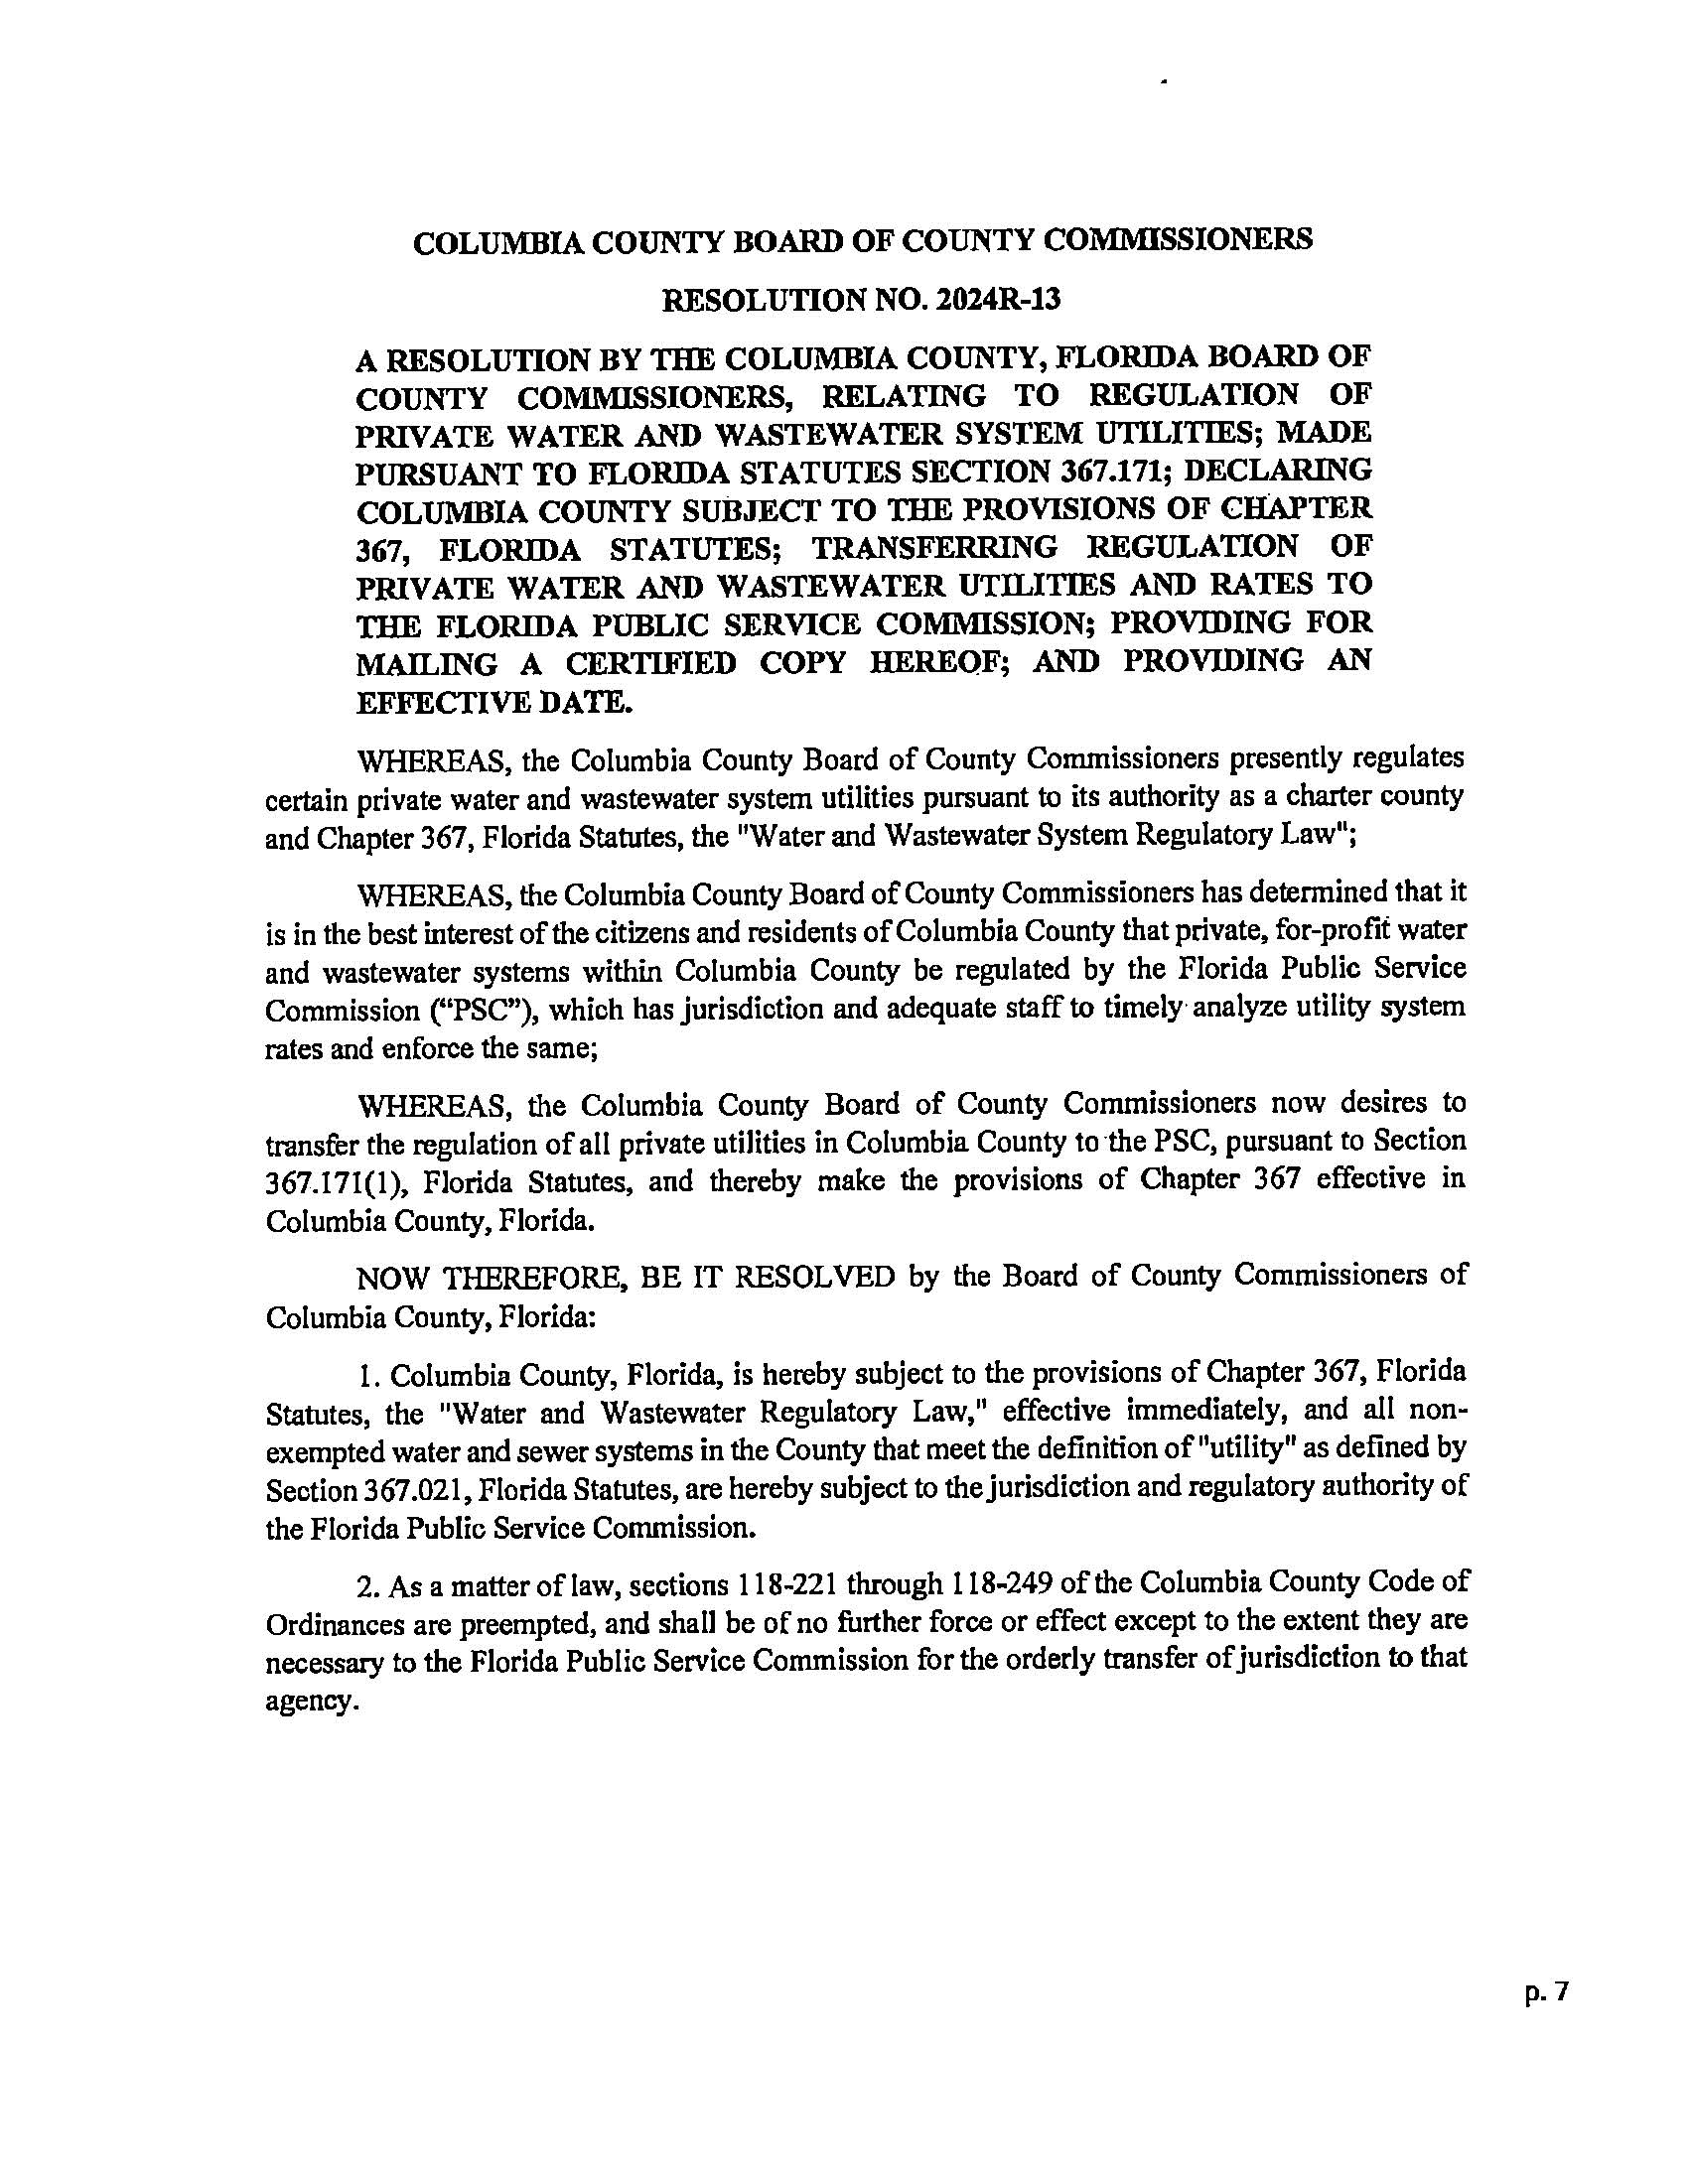 COLUMBIA COUNTY BOARD OF COUNTY COMMISSIONERS
RESOLUTION NO. 2024R-13
A RESOLUTION BY THE COLUMBIA COUNTY, FLORIDA BOARD OF
COUNTY COMMISSIONERS, RELATING TO REGULATION OF
PRIVATE WATER AND WASTEWATER SYSTEM UTILITIES; MADE
PURSUANT TO FLORIDA STATUTES SECTION 367.171; DECLARING
COLUMBIA COUNTY SUBJECT TO THE PROVISIONS OF CHAPTER
367, FLORIDA STATUTES; TRANSFERRING REGULATION OF
PRIVATE WATER AND WASTEWATER UTILITIES AND RATES TO
THE FLORIDA PUBLIC SERVICE COMMISSION; PROVIDING FOR
MAILING A CERTIFIED COPY HEREOF; AND PROVIDING AN
EFFECTIVE DATE.
WHEREAS, the Columbia County Board of County Commissioners presently regulates
certain private water and wastewater system utilities pursuant to its authority as a charter county
and Chapter 367, Florida Statutes, the "Water and Wastewater System Regulatory Law";
WHEREAS, the Columbia County Board of County Commissioners has determined that it
is in the best interest of the citizens and residents of Columbia County that private, for-profit water
and wastewater systems within Columbia County be regulated by the Florida Public Service
Commission (“PSC”), which has jurisdiction and adequate staff to timely analyze utility system
rates and enforce the same;
WHEREAS, the Columbia County Board of County Commissioners now desires to
transfer the regulation of all private utilities in Columbia County to the PSC, pursuant to Section
367.171(1), Florida Statutes, and thereby make the provisions of Chapter 367 effective in
Columbia County, Florida.
NOW THEREFORE, BE IT RESOLVED by the Board of County Commissioners of
Columbia County, Florida:
1. Columbia County, Florida, is hereby subject to the provisions of Chapter 367, Florida
Statutes, the "Water and Wastewater Regulatory Law," effective immediately, and all non-
exempted water and sewer systems in the County that meet the definition of "utility" as defined by
Section 367.021, Florida Statutes, are hereby subject to the jurisdiction and regulatory authority of
the Florida Public Service Commission.
2. As a matter of law, sections 118-221 through 118-249 of the Columbia County Code of
Ordinances are preempted, and shall be of no further force or effect except to the extent they are
necessary to the Florida Public Service Commission for the orderly transfer of jurisdiction to that
agency.
p. 7